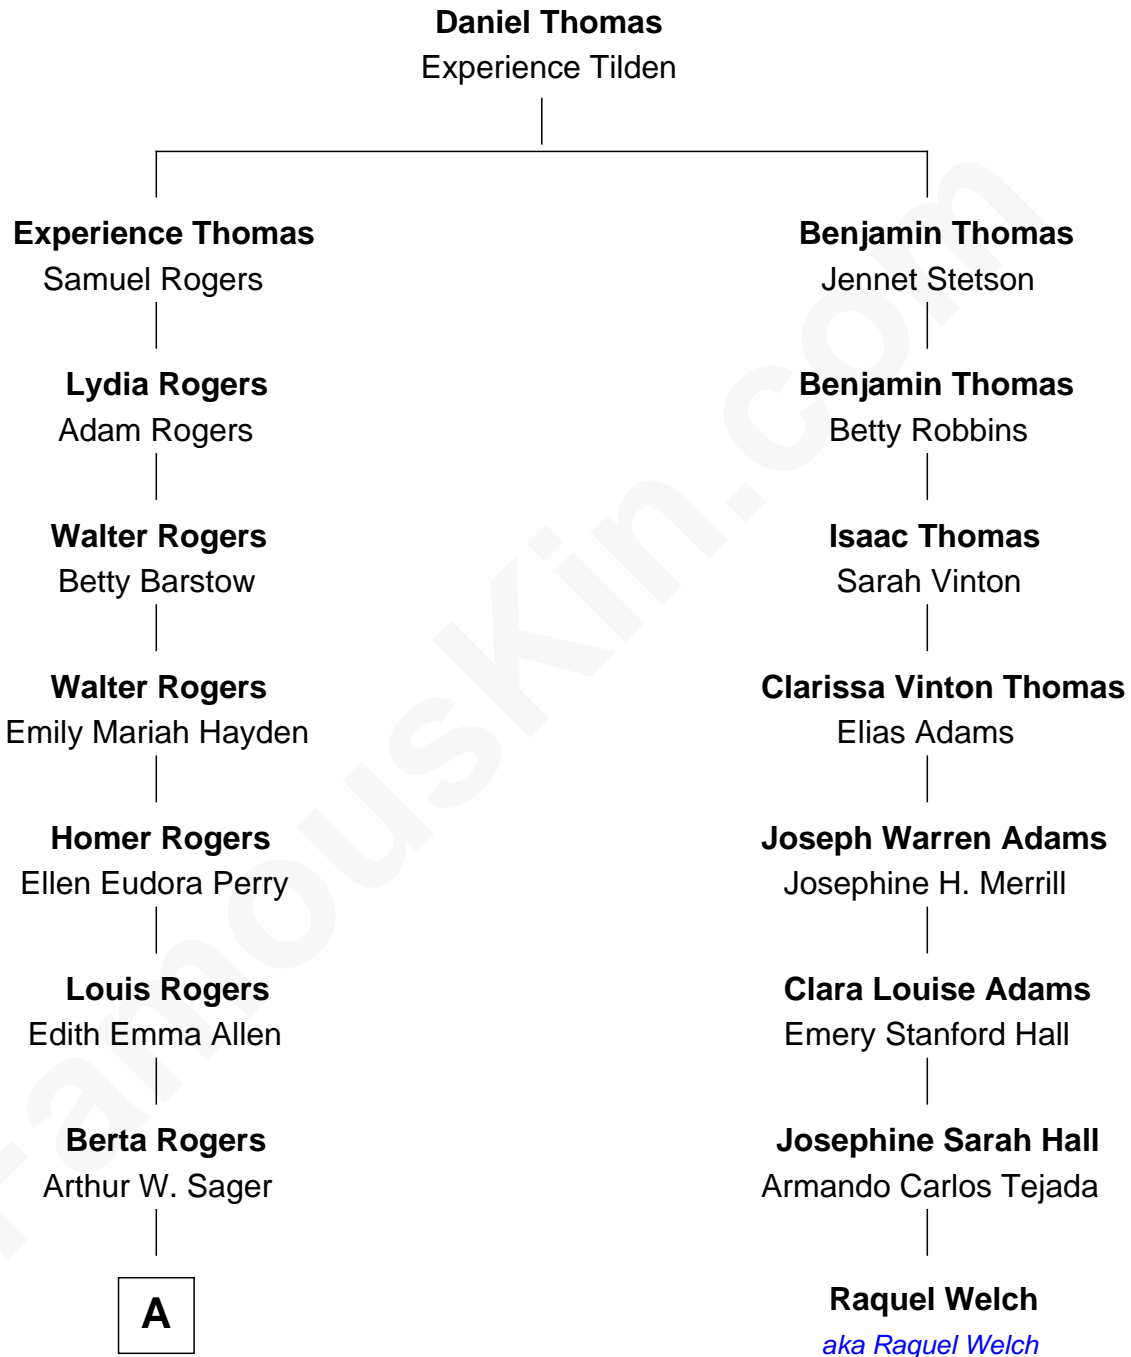 Daniel Thomas
Experience Tilden
Experience Thomas
Samuel Rogers
Benjamin Thomas
Jennet Stetson
Lydia Rogers
Adam Rogers
Benjamin Thomas
Betty Robbins
Walter Rogers
Betty Barstow
Isaac Thomas
Sarah Vinton
Walter Rogers
Emily Mariah Hayden
Clarissa Vinton Thomas
Elias Adams
Homer Rogers
Ellen Eudora Perry
Joseph Warren Adams
Josephine H. Merrill
Louis Rogers
Edith Emma Allen
Clara Louise Adams
Emery Stanford Hall
Berta Rogers
Arthur W. Sager
Josephine Sarah Hall
Armando Carlos Tejada
A
Raquel Welch
aka Raquel Welch
FamousKin.com